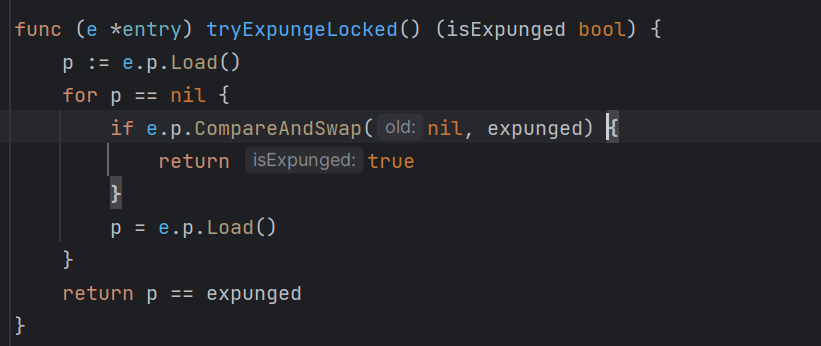 func (e *entry) tryExpungeLocked() (isExpunged bool) {
    p := e.p.Load()
    for p == nil {
        if e.p.CompareAndSwap( old: nil, expunged) {
            return isExpunged: true
        }
        p = e.p.Load()
    }
    return p == expunged
}